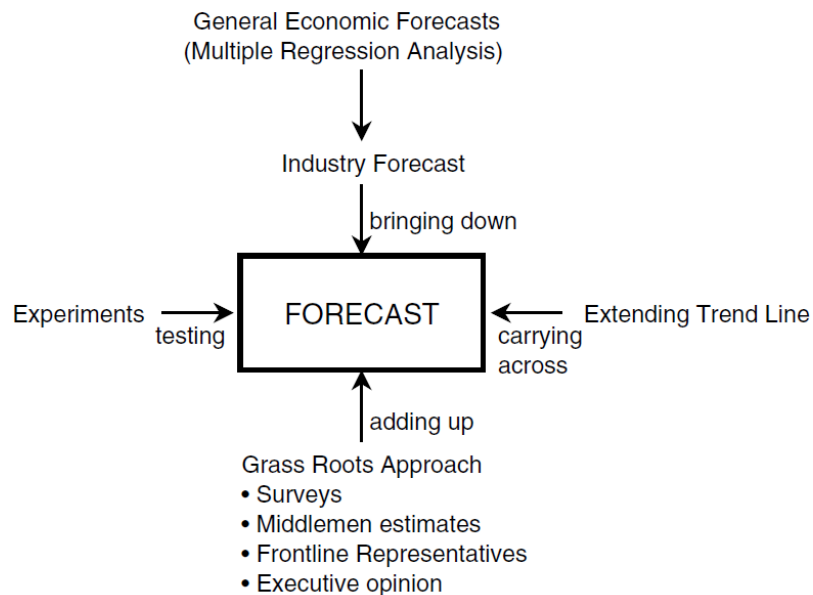 General Economic Forecasts
(Multiple Regression Analysis)
Industry Forecast
bringing down
Experiments
testing
FORECAST
carrying
across
Extending Trend Line
adding up
Grass Roots Approach
• Surveys
• Middlemen estimates
• Frontline Representatives
• Executive opinion